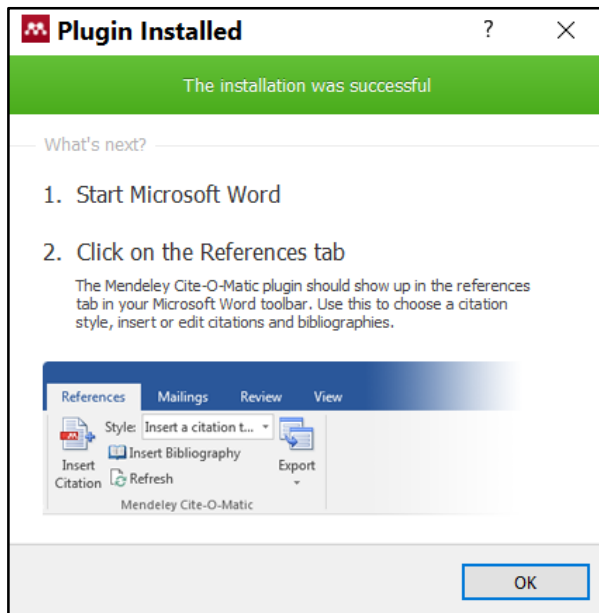 Plugin Installed
?
The installation was successful
What's next?
1. Start Microsoft Word
2. Click on the References tab
The Mendeley Cite-O-Matic plugin should show up in the references
tab in your Microsoft Word toolbar. Use this to choose a citation
style, insert or edit citations and bibliographies.
References Mailings Review View
Style: Insert a citation t...
Insert Bibliography
Insert
Citation
Refresh
Export
Mendeley Cite-O-Matic
OK